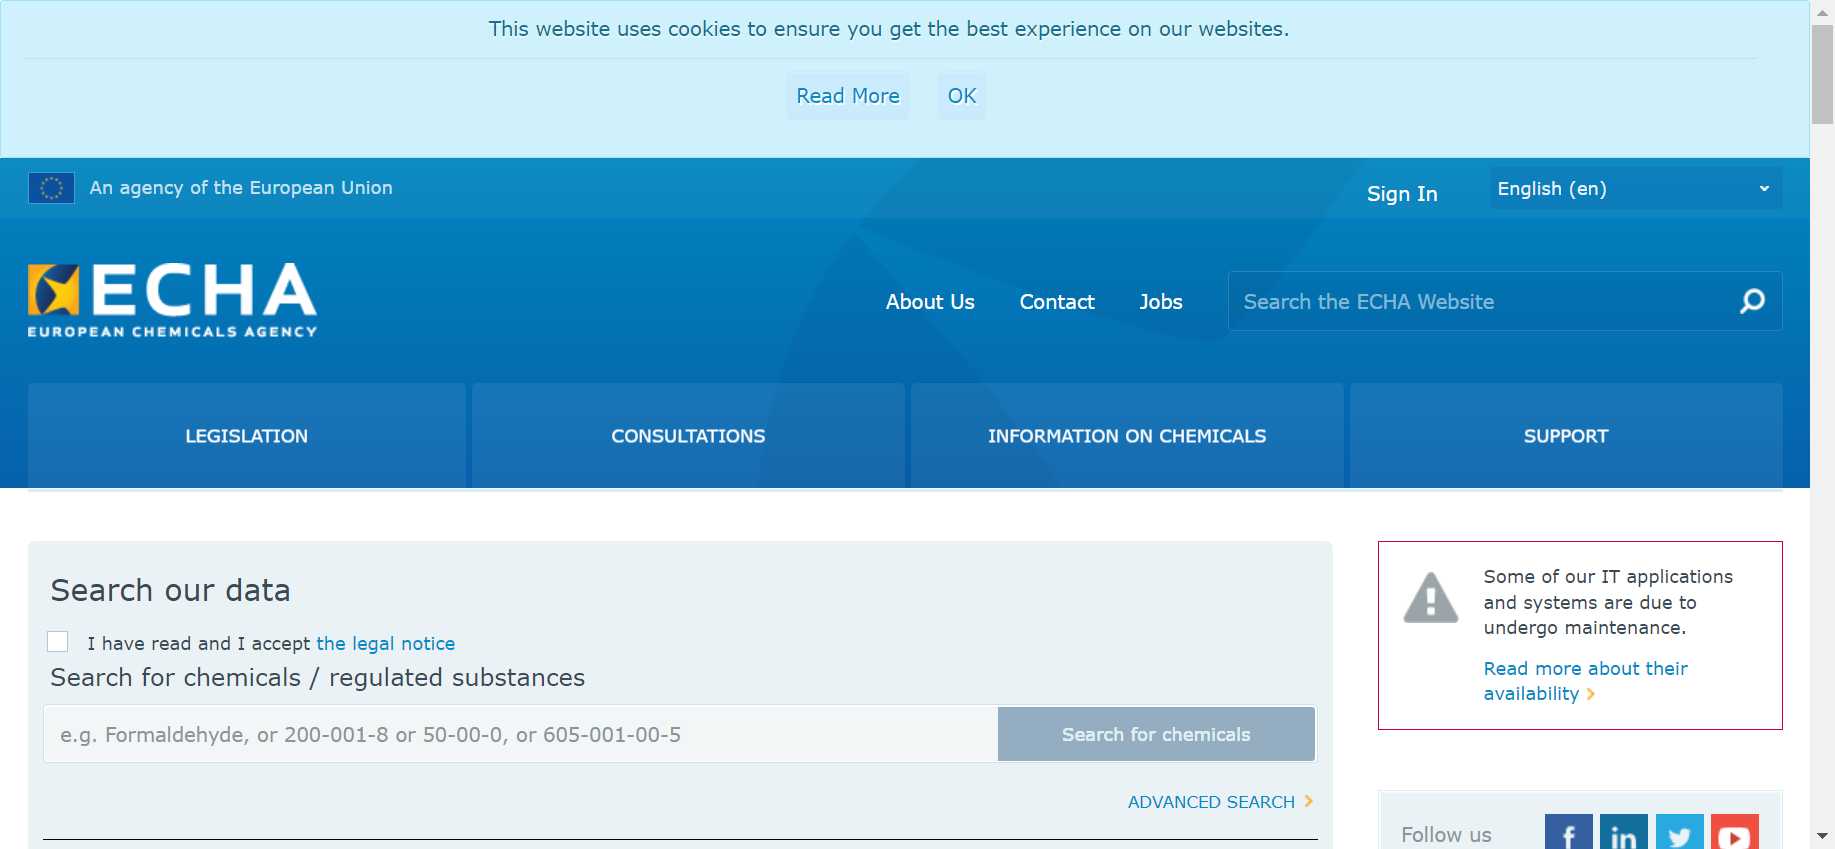 This website uses cookies to ensure you get the best experience on our websites.
Read More
OK
An agency of the European Union
Sign In
English (en)
ECHA
EUROPEAN CHEMICALS AGENCY
About Us
Contact
Jobs
Search the ECHA Website
LEGISLATION
CONSULTATIONS
INFORMATION ON CHEMICALS
SUPPORT
Search our data
I have read and I accept the legal notice
Search for chemicals / regulated substances
e.g. Formaldehyde, or 200-001-8 or 50-00-0, or 605-001-00-5
Search for chemicals
ADVANCED SEARCH
Some of our IT applications
and systems are due to
undergo maintenance.
Read more about their
availability
Follow us
f
in